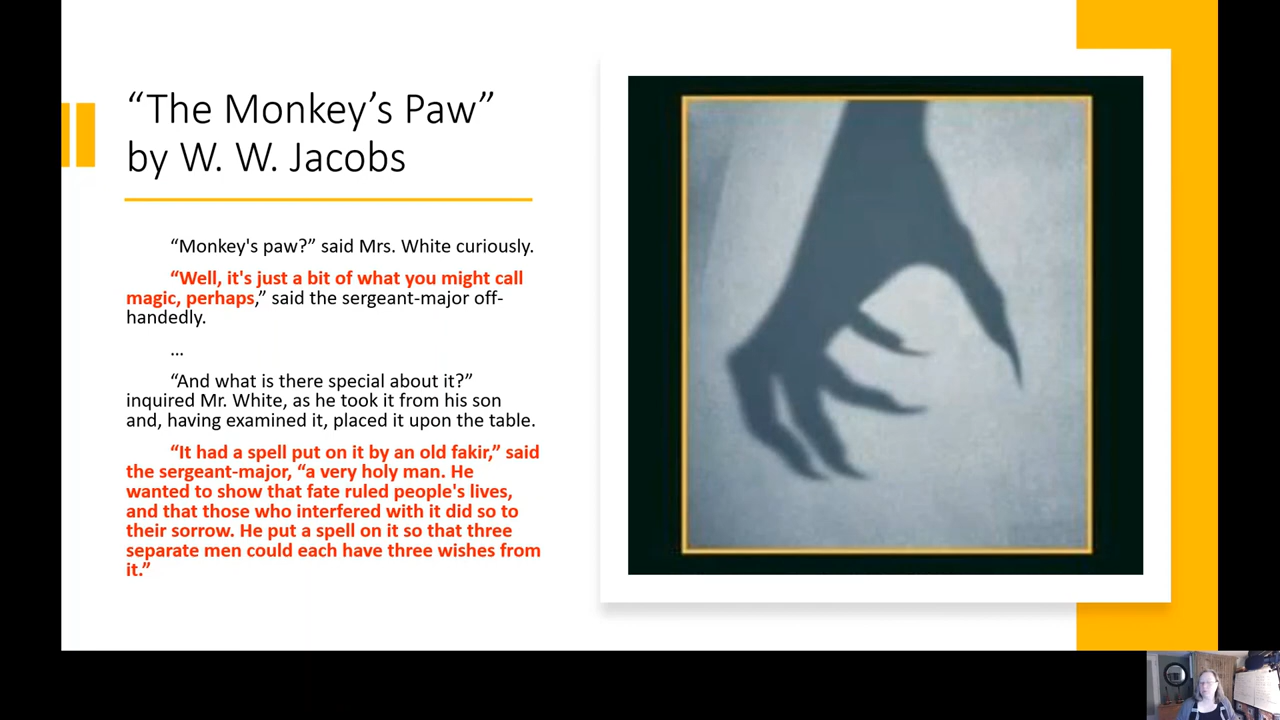 “The Monkey’s Paw”
by W. W. Jacobs
“Monkey's paw?” said Mrs. White curiously.
“Well, it's just a bit of what you might call
magic, perhaps,” said the sergeant-major off-
handedly.
…
“And what is there special about it?”
inquired Mr. White, as he took it from his son
and, having examined it, placed it upon the table.
“It had a spell put on it by an old fakir,” said
the sergeant-major, “a very holy man. He
wanted to show that fate ruled people's lives,
and that those who interfered with it did so to
their sorrow. He put a spell on it so that three
separate men could each have three wishes from
it.”